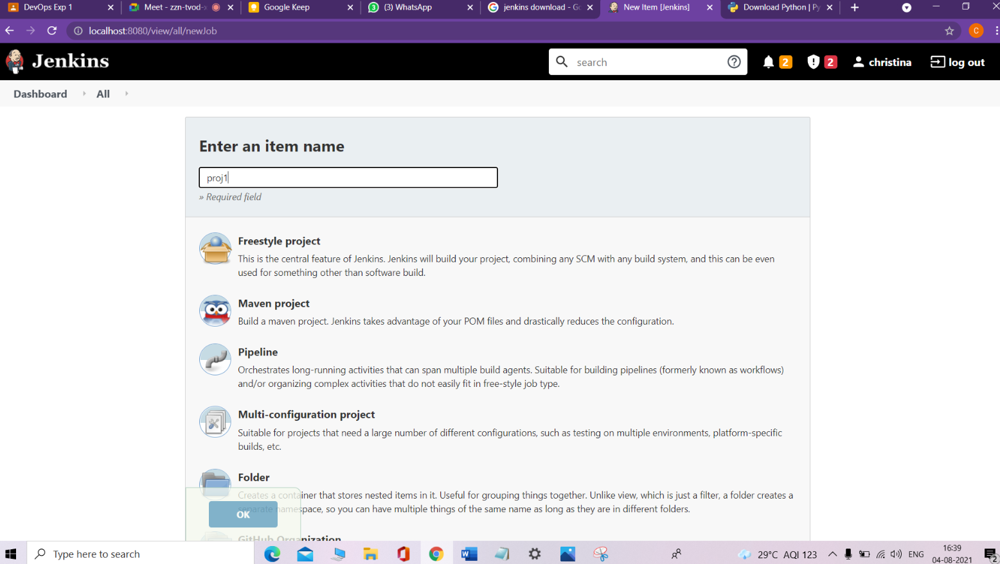 DevOps Exp 1
Meet - zzn-tvod-
Google Keep
(3) WhatsApp
jenkins download - Go
New Item [Jenkins]
Download Python | Py
localhost:8080/view/all/newJob
C
Jenkins
search
2
2
christina
log out
Dashboard
All
Enter an item name
proj1
» Required field
Freestyle project
This is the central feature of Jenkins. Jenkins will build your project, combining any SCM with any build system, and this can be even
used for something other than software build.
Maven project
Build a maven project. Jenkins takes advantage of your POM files and drastically reduces the configuration.
Pipeline
Orchestrates long-running activities that can span multiple build agents. Suitable for building pipelines (formerly known as workflows)
and/or organizing complex activities that do not easily fit in free-style job type.
Multi-configuration project
Suitable for projects that need a large number of different configurations, such as testing on multiple environments, platform-specific
builds, etc.
Folder
Creates a container that stores nested items in it. Useful for grouping things together. Unlike view, which is just a filter, a folder creates a
separate namespace, so you can have multiple things of the same name as long as they are in different folders.
OK
GitHub Organization
Type here to search
29°C AQI 123
ENG
16:39
04-08-2021
2